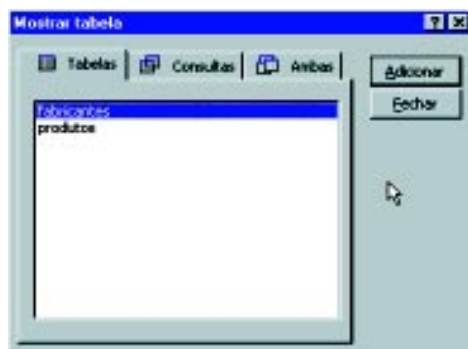 Mostrar tabela
Tabelas Consultas Ambas
Adicionar
Fechar
fabricantes
produtos